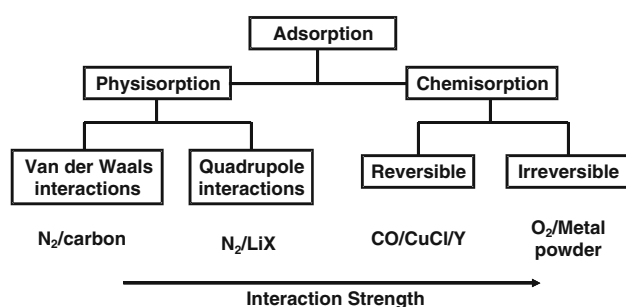 Adsorption
Physisorption
Chemisorption
Van der Waals
interactions
Quadrupole
interactions
Reversible
Irreversible
N₂/carbon
N₂/LiX
CO/CuCl/Y
O₂/Metal
powder
Interaction Strength